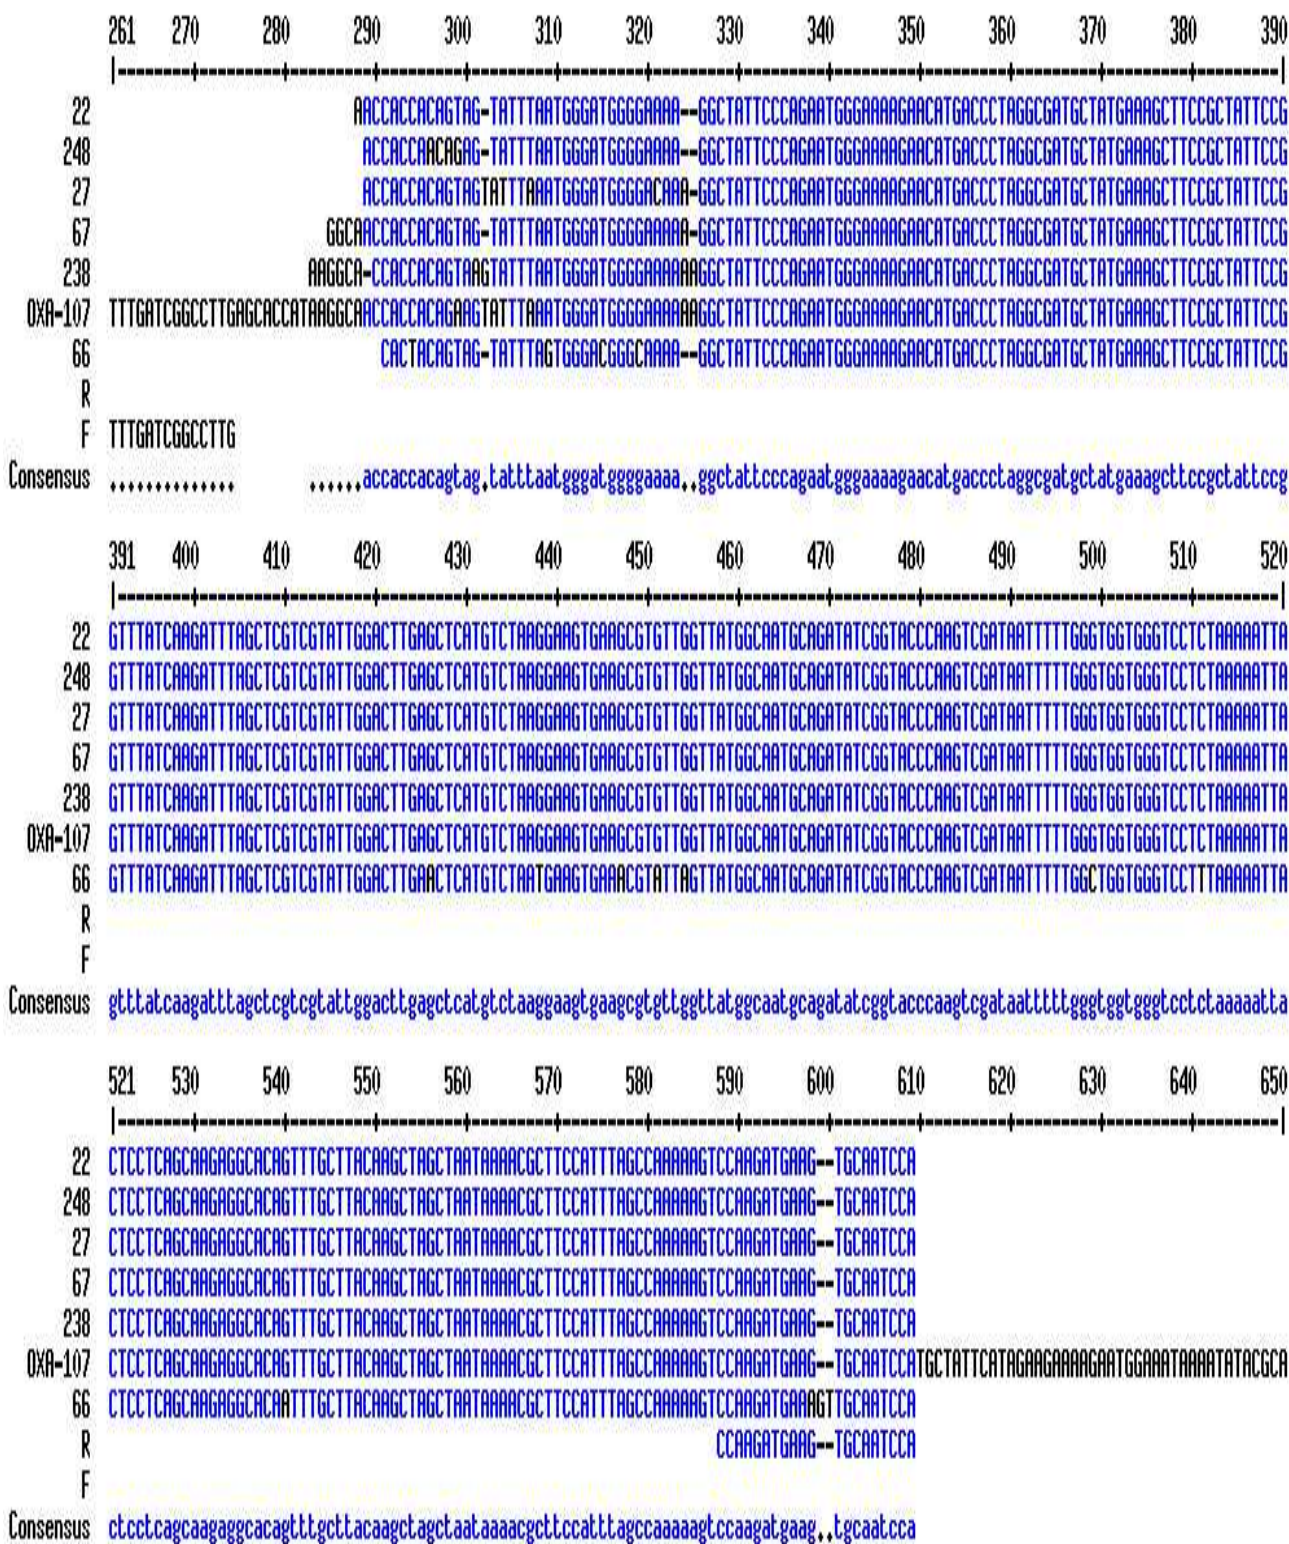 261 270 280 290 300 310 320 330 340 350 360 370 380 390
22 AACCACCACAGTAG-TATTTAATGGGATGGGGAAAA--GGCTATTCCCAGAATGGGAAAAGAACATGACCCTAGGCGATGCTATGAAAGCTTCCGCTATTCCG
248 ACCACCAACAGAG-TATTTAATGGGATGGGGAAAA--GGCTATTCCCAGAATGGGAAAAGAACATGACCCTAGGCGATGCTATGAAAGCTTCCGCTATTCCG
27 ACCACCACAGTAGTATTTAAATGGGATGGGGACAAA-GGCTATTCCCAGAATGGGAAAAGAACATGACCCTAGGCGATGCTATGAAAGCTTCCGCTATTCCG
67 GGCAACCACCACAGTAG-TATTTAATGGGATGGGGAAAAA-GGCTATTCCCAGAATGGGAAAAGAACATGACCCTAGGCGATGCTATGAAAGCTTCCGCTATTCCG
238 AAGGCA-CCACCACAGTAAGTATTTAATGGGATGGGGAAAAAAGGCTATTCCCAGAATGGGAAAAGAACATGACCCTAGGCGATGCTATGAAAGCTTCCGCTATTCCG
OXA-107 TTTGATCGGCCTTGAGCACCATAAGGCAACCACCACAGAAGTATTTAAATGGGATGGGGAAAAAAGGCTATTCCCAGAATGGGAAAAGAACATGACCCTAGGCGATGCTATGAAAGCTTCCGCTATTCCG
66 CACTACAGTAG-TATTTAGTGGGACGGGCAAAA--GGCTATTCCCAGAATGGGAAAAGAACATGACCCTAGGCGATGCTATGAAAGCTTCCGCTATTCCG
R
F TTTGATCGGCCTTG
Consensus .............. ......accaccacagtag.tatttaatgggatggggaaaa..ggctattcccagaatgggaaaagaacatgaccctaggcgatgctatgaaagcttccgctattccg
391 400 410 420 430 440 450 460 470 480 490 500 510 520
22 GTTTATCAAGATTTAGCTCGTCGTATTGGACTTGAGCTCATGTCTAAGGAAGTGAAGCGTGTTGGTTATGGCAATGCAGATATCGGTACCCAAGTCGATAATTTTTGGGTGGTGGGTCCTCTAAAAATTA
248 GTTTATCAAGATTTAGCTCGTCGTATTGGACTTGAGCTCATGTCTAAGGAAGTGAAGCGTGTTGGTTATGGCAATGCAGATATCGGTACCCAAGTCGATAATTTTTGGGTGGTGGGTCCTCTAAAAATTA
27 GTTTATCAAGATTTAGCTCGTCGTATTGGACTTGAGCTCATGTCTAAGGAAGTGAAGCGTGTTGGTTATGGCAATGCAGATATCGGTACCCAAGTCGATAATTTTTGGGTGGTGGGTCCTCTAAAAATTA
67 GTTTATCAAGATTTAGCTCGTCGTATTGGACTTGAGCTCATGTCTAAGGAAGTGAAGCGTGTTGGTTATGGCAATGCAGATATCGGTACCCAAGTCGATAATTTTTGGGTGGTGGGTCCTCTAAAAATTA
238 GTTTATCAAGATTTAGCTCGTCGTATTGGACTTGAGCTCATGTCTAAGGAAGTGAAGCGTGTTGGTTATGGCAATGCAGATATCGGTACCCAAGTCGATAATTTTTGGGTGGTGGGTCCTCTAAAAATTA
OXA-107 GTTTATCAAGATTTAGCTCGTCGTATTGGACTTGAGCTCATGTCTAAGGAAGTGAAGCGTGTTGGTTATGGCAATGCAGATATCGGTACCCAAGTCGATAATTTTTGGGTGGTGGGTCCTCTAAAAATTA
66 GTTTATCAAGATTTAGCTCGTCGTATTGGACTTGAACTCATGTCTAATGAAGTGAAACGTATTAGTTATGGCAATGCAGATATCGGTACCCAAGTCGATAATTTTTGGCTGGTGGGTCCTTTAAAAATTA
R
F
Consensus gtttatcaagatttagctcgtcgtattggacttgagctcatgtctaaggaagtgaagcgtgttggttatggcaatgcagatatcggtacccaagtcgataatttttgggtggtgggtcctctaaaaatta
521 530 540 550 560 570 580 590 600 610 620 630 640 650
22 CTCCTCAGCAAGAGGCACAGTTTGCTTACAAGCTAGCTAATAAAACGCTTCCATTTAGCCAAAAAGTCCAAGATGAAG--TGCAATCCA
248 CTCCTCAGCAAGAGGCACAGTTTGCTTACAAGCTAGCTAATAAAACGCTTCCATTTAGCCAAAAAGTCCAAGATGAAG--TGCAATCCA
27 CTCCTCAGCAAGAGGCACAGTTTGCTTACAAGCTAGCTAATAAAACGCTTCCATTTAGCCAAAAAGTCCAAGATGAAG--TGCAATCCA
67 CTCCTCAGCAAGAGGCACAGTTTGCTTACAAGCTAGCTAATAAAACGCTTCCATTTAGCCAAAAAGTCCAAGATGAAG--TGCAATCCA
238 CTCCTCAGCAAGAGGCACAGTTTGCTTACAAGCTAGCTAATAAAACGCTTCCATTTAGCCAAAAAGTCCAAGATGAAG--TGCAATCCA
OXA-107 CTCCTCAGCAAGAGGCACAGTTTGCTTACAAGCTAGCTAATAAAACGCTTCCATTTAGCCAAAAAGTCCAAGATGAAG--TGCAATCCATGCTATTCATAGAAGAAAAGAATGGAAATAAAATATACGCA
66 CTCCTCAGCAAGAGGCACAATTTGCTTACAAGCTAGCTAATAAAACGCTTCCATTTAGCCAAAAAGTCCAAGATGAAAGTTGCAATCCA
R CCAAGATGAAG--TGCAATCCA
F
Consensus ctcctcagcaagaggcacagtttgcttacaagctagctaataaaacgcttccatttagccaaaaagtccaagatgaag..tgcaatcca